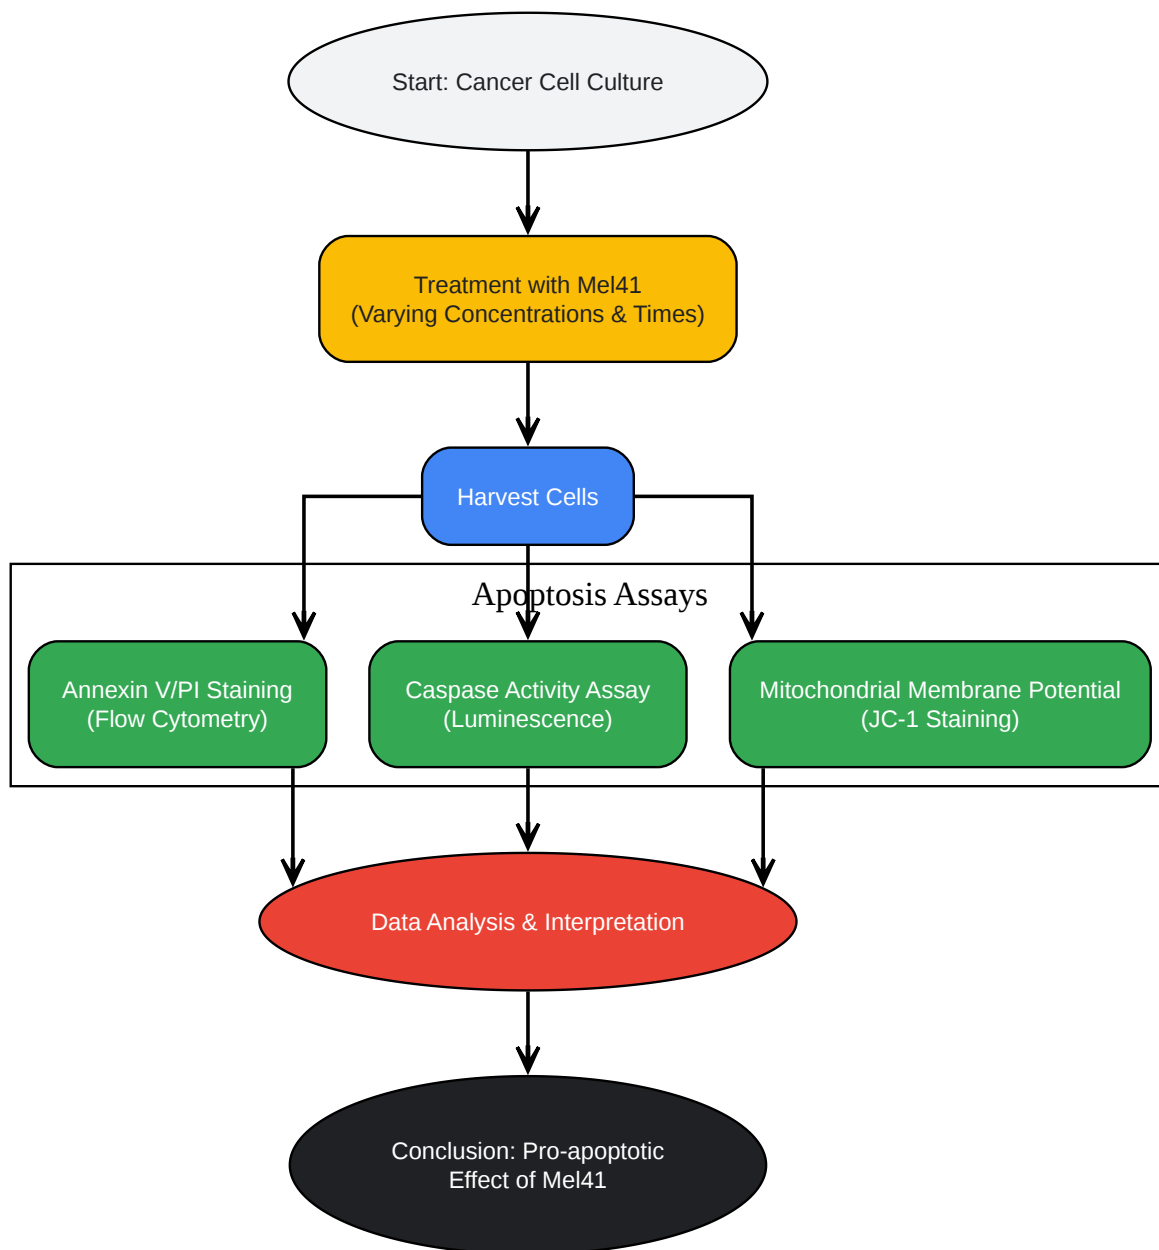 Start: Cancer Cell Culture
Treatment with Mel41
(Varying Concentrations & Times)
Harvest Cells
Apoptosis Assays
Annexin V/PI Staining
(Flow Cytometry)
Caspase Activity Assay
(Luminescence)
Mitochondrial Membrane Potential
(JC-1 Staining)
Data Analysis & Interpretation
Conclusion: Pro-apoptotic
Effect of Mel41